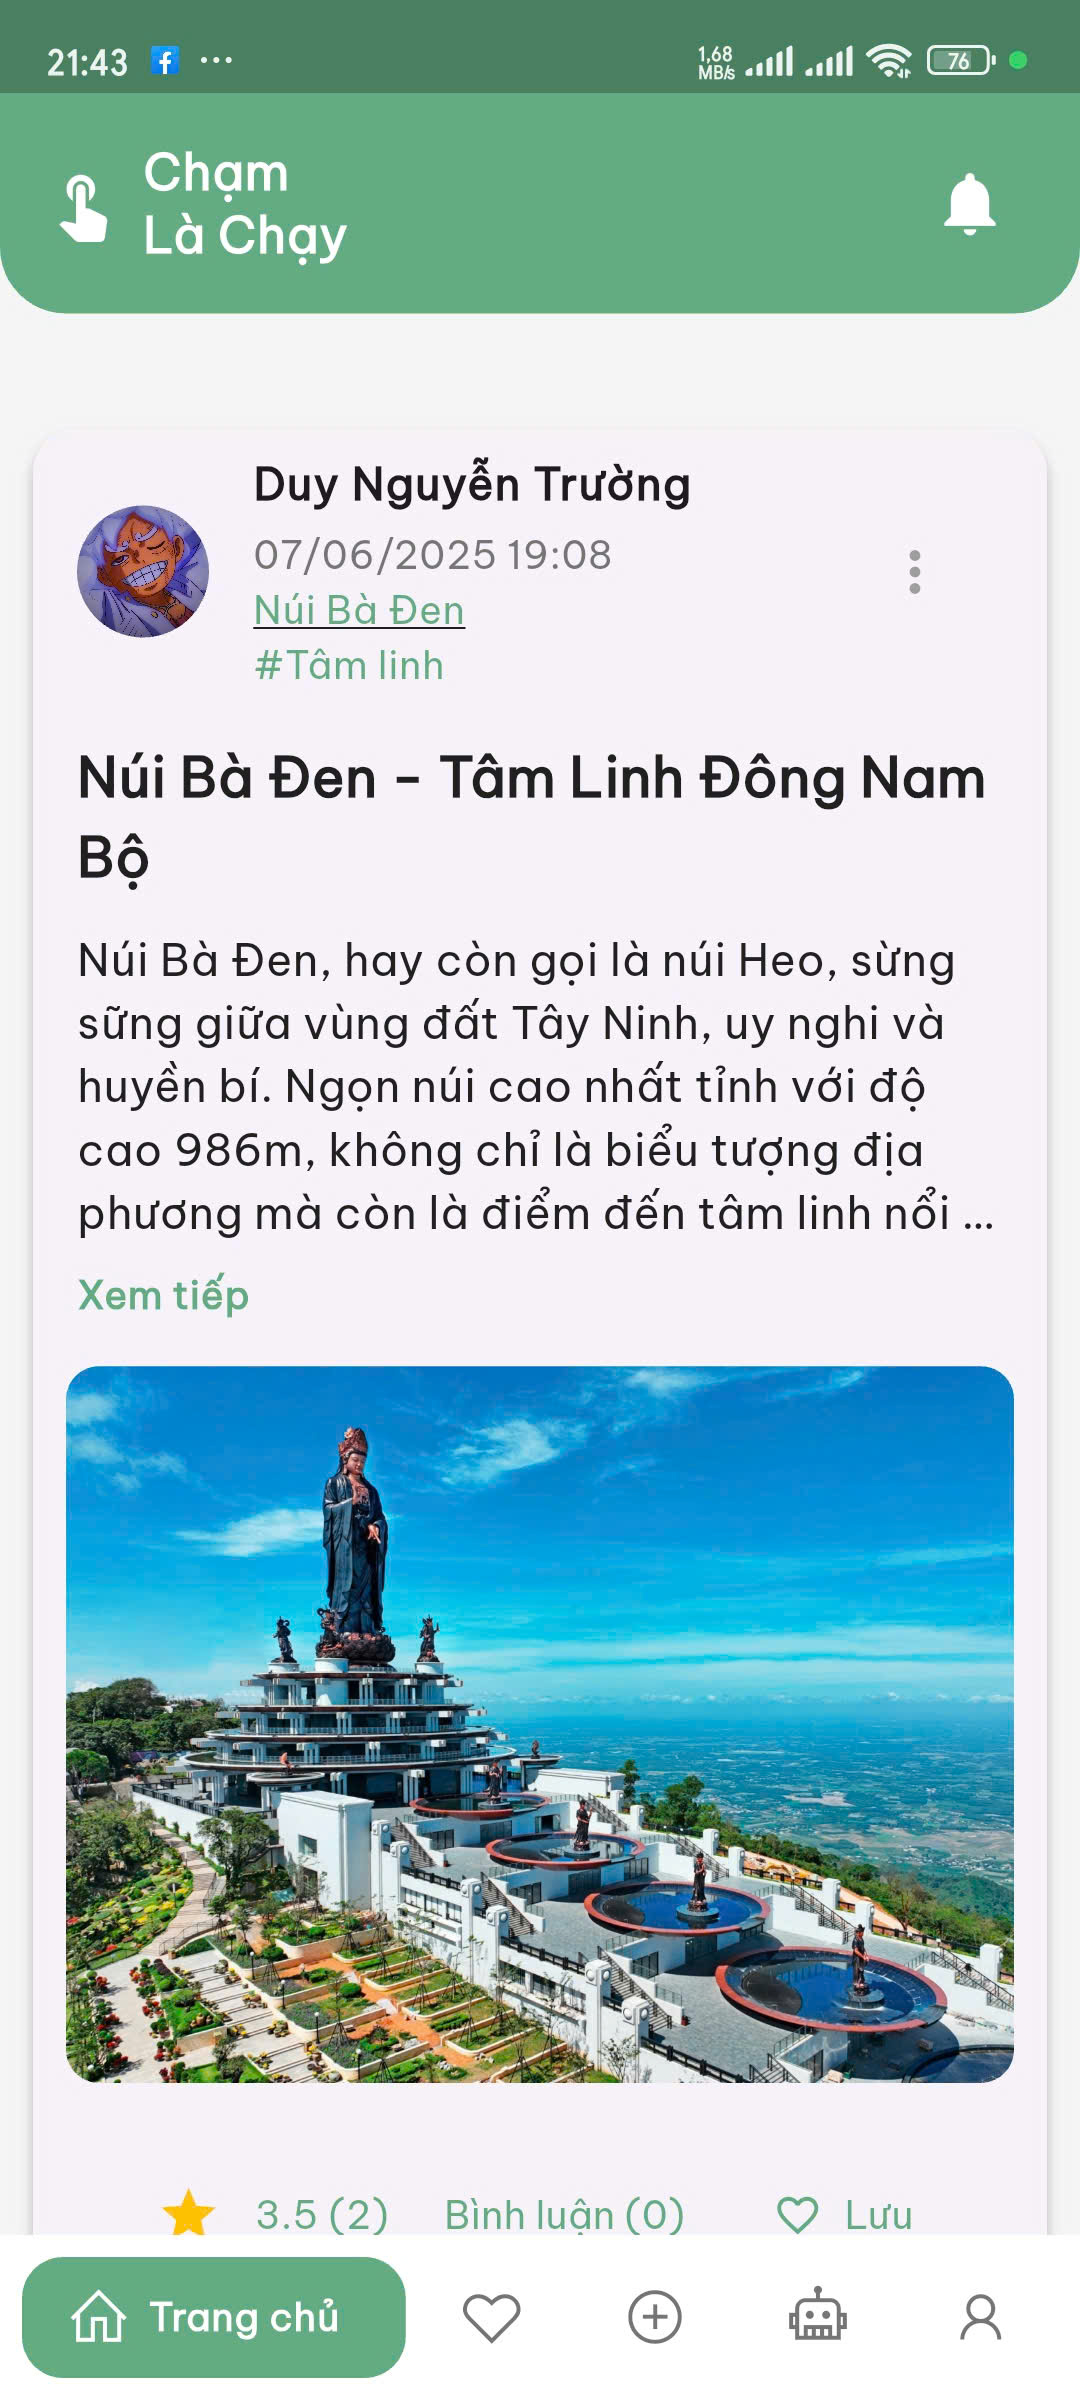 21:43
1,68
MB/s
76
Chạm
Là Chạy
Duy Nguyễn Trường
07/06/2025 19:08
Núi Bà Đen
#Tâm linh
Núi Bà Đen - Tâm Linh Đông Nam
Bộ
Núi Bà Đen, hay còn gọi là núi Heo, sừng
sững giữa vùng đất Tây Ninh, uy nghi và
huyền bí. Ngọn núi cao nhất tỉnh với độ
cao 986m, không chỉ là biểu tượng địa
phương mà còn là điểm đến tâm linh nổi ...
Xem tiếp
3.5 (2) Bình luận (0) Lưu
Trang chủ